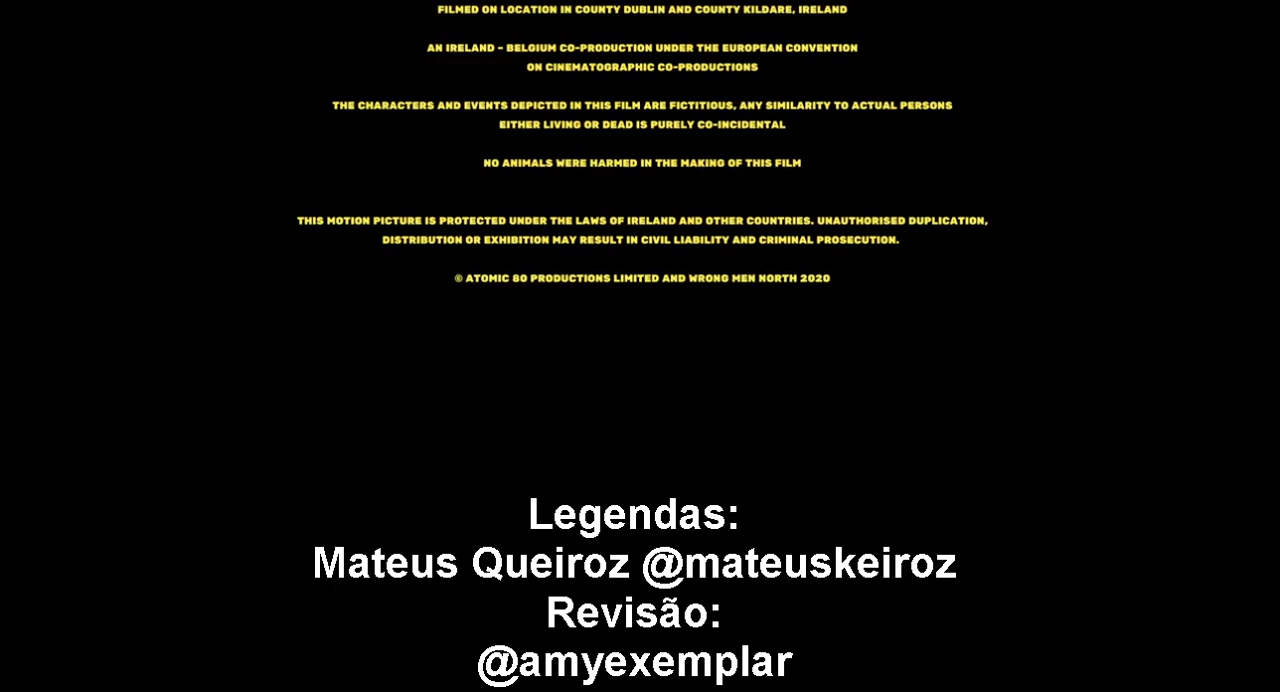 FILMED ON LOCATION IN COUNTY DUBLIN AND COUNTY KILDARE, IRELAND
AN IRELAND - BELGIUM CO-PRODUCTION UNDER THE EUROPEAN CONVENTION
ON CINEMATOGRAPHIC CO-PRODUCTIONS
THE CHARACTERS AND EVENTS DEPICTED IN THIS FILM ARE FICTITIOUS, ANY SIMILARITY TO ACTUAL PERSONS
EITHER LIVING OR DEAD IS PURELY CO-INCIDENTAL
NO ANIMALS WERE HARMED IN THE MAKING OF THIS FILM
THIS MOTION PICTURE IS PROTECTED UNDER THE LAWS OF IRELAND AND OTHER COUNTRIES. UNAUTHORISED DUPLICATION,
DISTRIBUTION OR EXHIBITION MAY RESULT IN CIVIL LIABILITY AND CRIMINAL PROSECUTION.
© ATOMIC 80 PRODUCTIONS LIMITED AND WRONG MEN NORTH 2020
Legendas:
Mateus Queiroz @mateuskeiroz
Revisão:
@amyexemplar